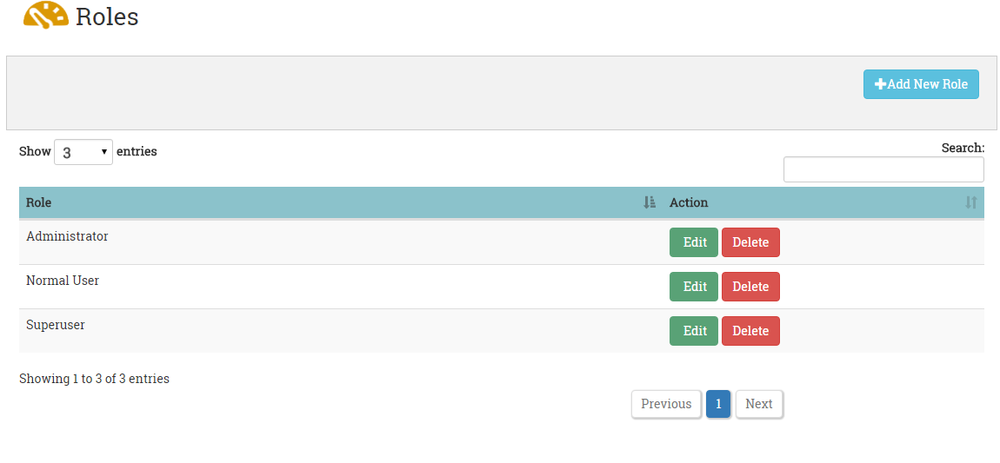 Roles
Add New Role
Show 3 entries
Search:
Role Action
Administrator Edit Delete
Normal User Edit Delete
Superuser Edit Delete
Showing 1 to 3 of 3 entries
Previous 1 Next